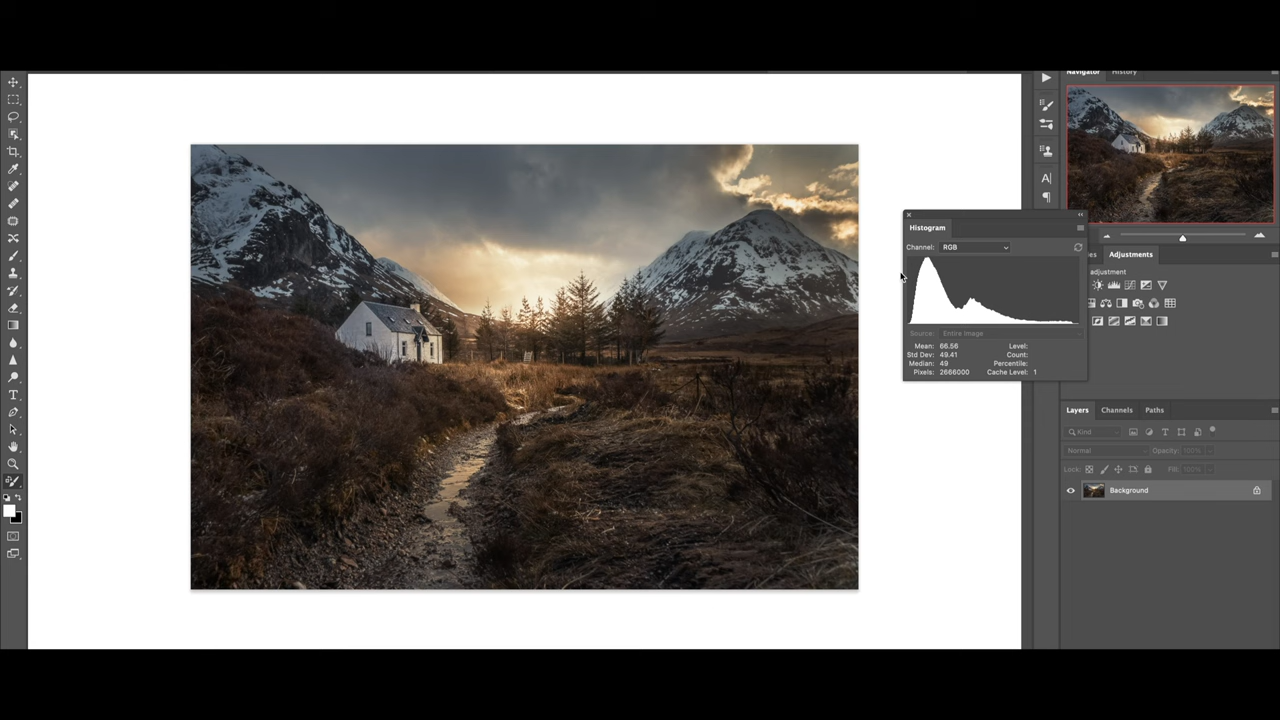 Navigator History
Histogram
Channel: RGB
Adjustments
adjustment
Source: Entire Image
Mean: 66.56 Level:
Std Dev: 49.41 Count:
Median: 49 Percentile:
Pixels: 2666000 Cache Level: 1
Layers Channels Paths
Kind
Normal Opacity: 100%
Lock: Fill: 100%
Background